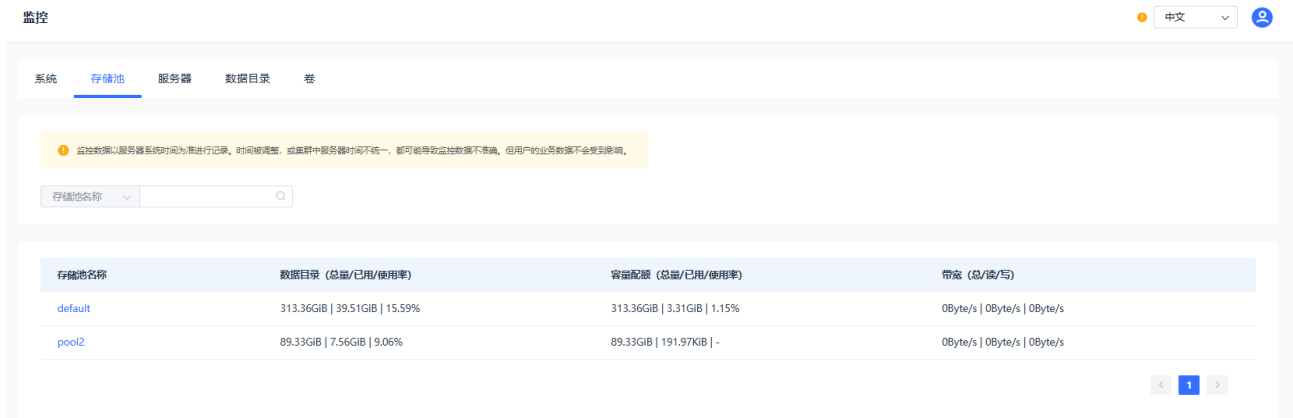 监控
中文
系统 存储池 服务器 数据目录 卷
监控数据以服务器系统时间为准进行记录。时间被调整，或集群中服务器时间不统一，都可能导致监控数据不准确。但用户的业务数据不会受到影响。
存储池名称
存储池名称 数据目录（总量/已用/使用率） 容量配额（总量/已用/使用率） 带宽（总/读/写）
default 313.36GiB | 39.51GiB | 15.59% 313.36GiB | 3.31GiB | 1.15% 0Byte/s | 0Byte/s | 0Byte/s
pool2 89.33GiB | 7.56GiB | 9.06% 89.33GiB | 191.97KiB | - 0Byte/s | 0Byte/s | 0Byte/s
1